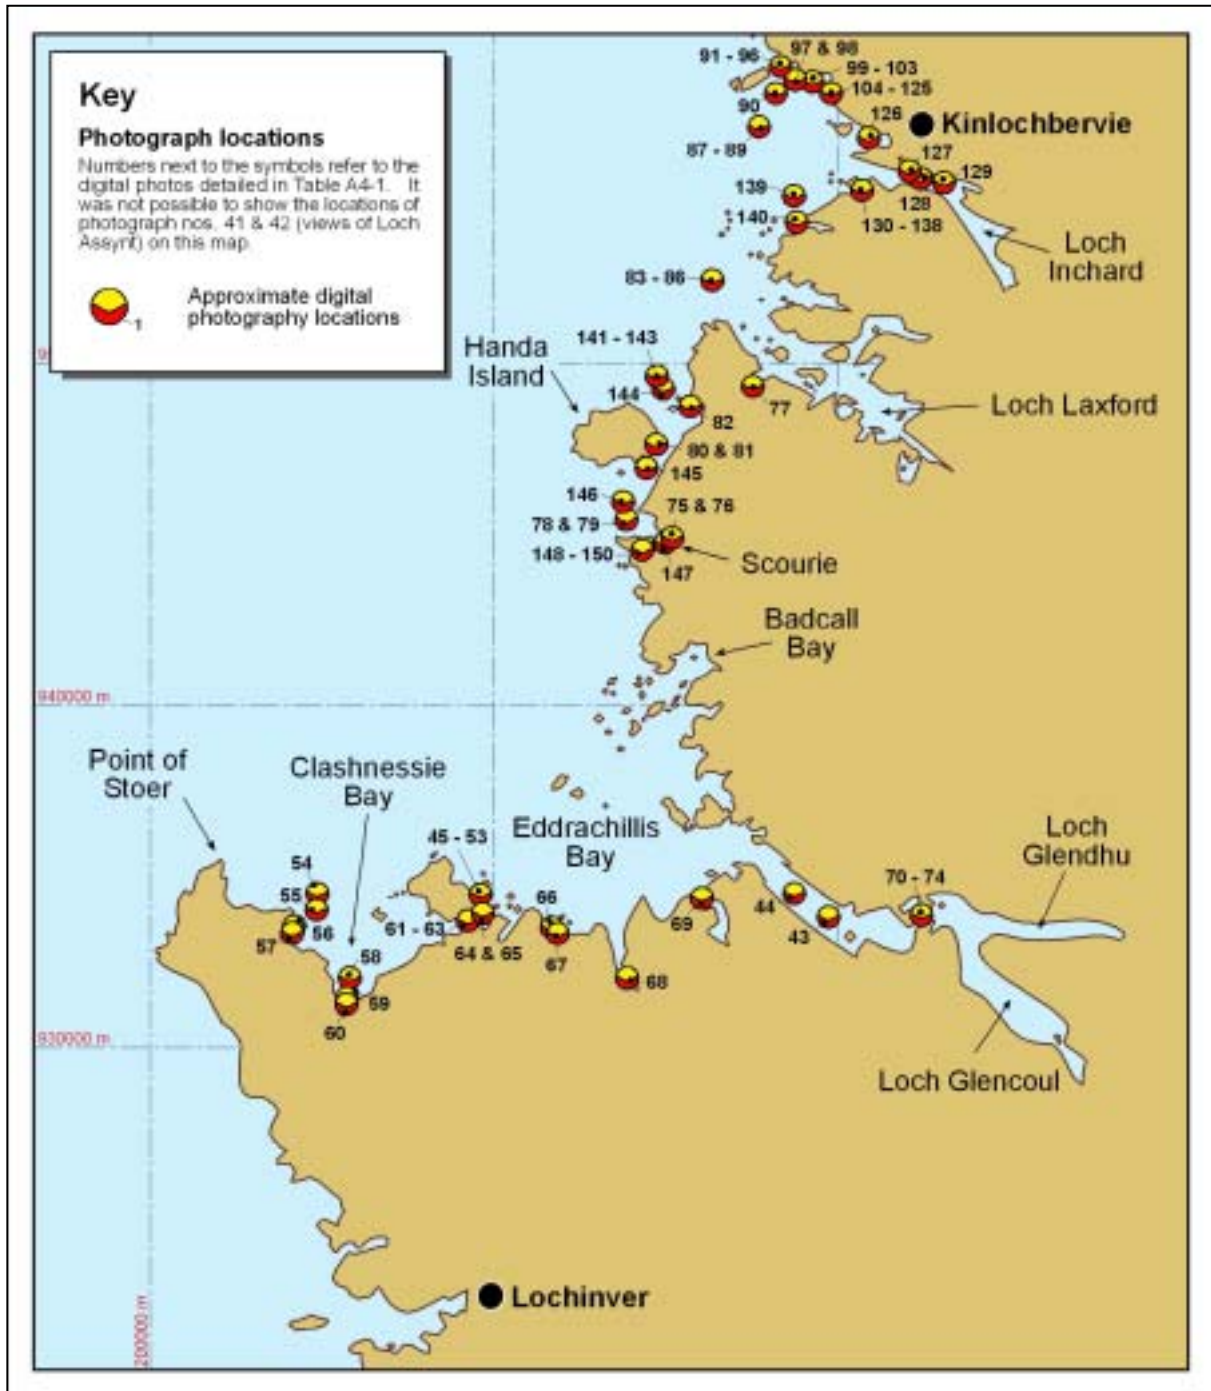 Key
Photograph locations
Numbers next to the symbols refer to the
digital photos detailed in Table A4-1. It
was not possible to show the locations of
photograph nos. 41 & 42 (views of Loch
Assynt) on this map.
1
Approximate digital
photography locations
97 & 98
91 - 96
99 - 103
104 - 125
90
126
Kinlochbervie
87 - 89
127
129
139
128
140
130 - 138
Loch
Inchard
83 - 86
141 - 143
Handa
Island
144
77
82
Loch Laxford
80 & 81
145
146
75 & 76
78 & 79
148 - 150
147
Scourie
Badcall
Bay
940000 m
Point of
Stoer
Clashnessie
Bay
45 - 53
Eddrachillis
Bay
Loch
Glendhu
54
55
66
44
70 - 74
57
56
61 - 63
69
43
58
64 & 65
67
68
59
60
930000 m
Loch Glencoul
Lochinver
200000 m